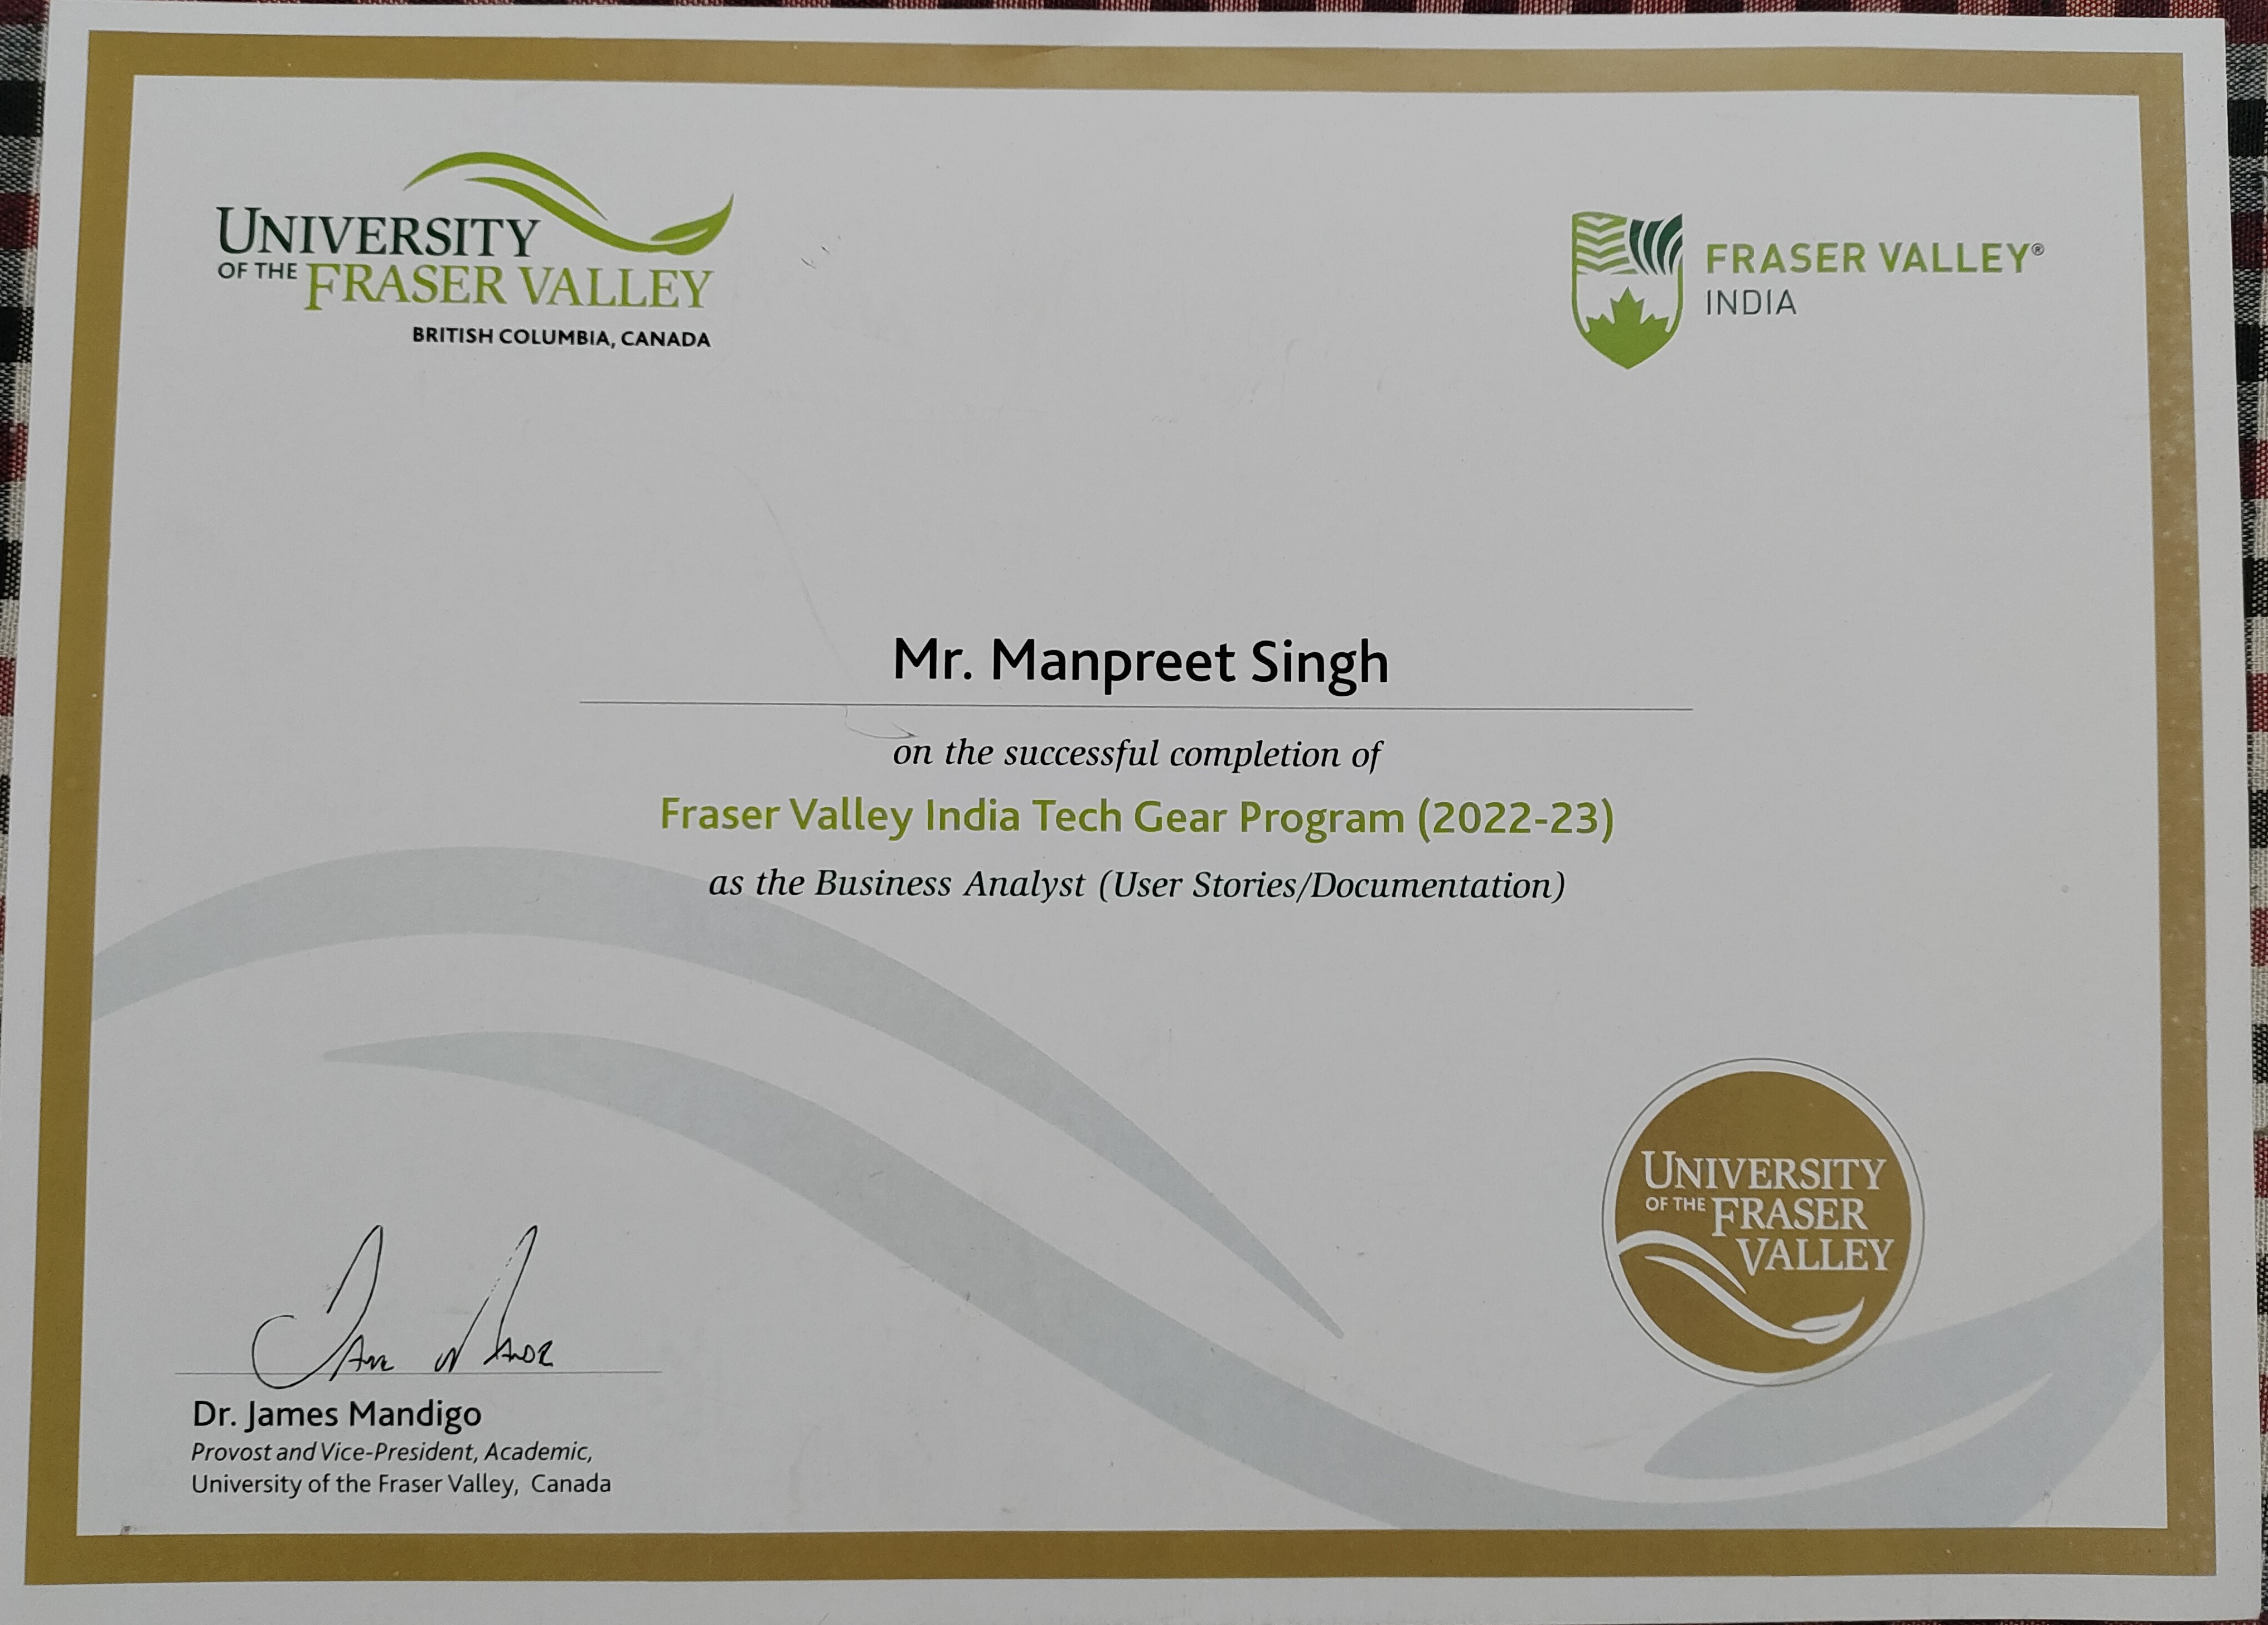 UNIVERSITY
OF THE FRASER VALLEY
BRITISH COLUMBIA, CANADA
FRASER VALLEY®
INDIA
Mr. Manpreet Singh
on the successful completion of
Fraser Valley India Tech Gear Program (2022-23)
as the Business Analyst (User Stories/Documentation)
UNIVERSITY
OF THE FRASER
VALLEY
Dr. James Mandigo
Provost and Vice-President, Academic,
University of the Fraser Valley, Canada